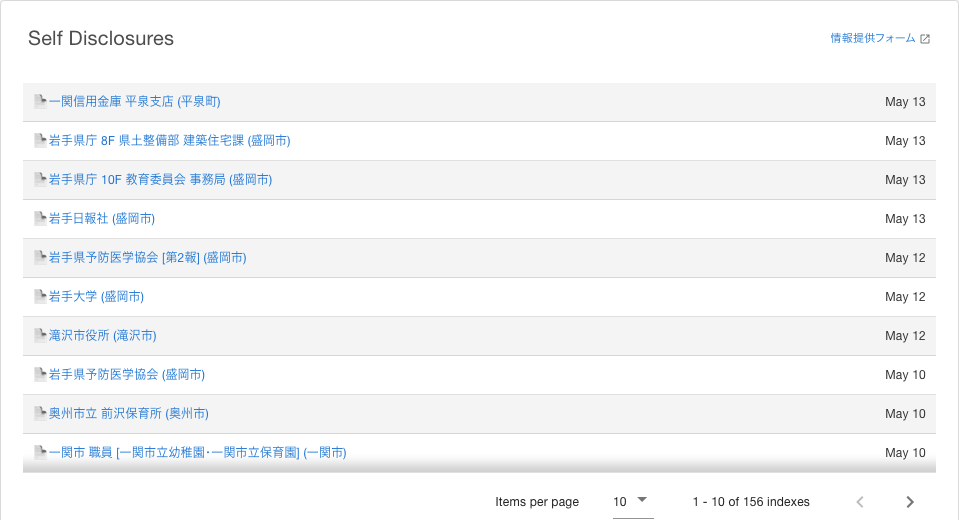 Self Disclosures
情報提供フォーム
一関信用金庫 平泉支店 (平泉町) May 13
岩手県庁 8F 県土整備部 建築住宅課 (盛岡市) May 13
岩手県庁 10F 教育委員会 事務局 (盛岡市) May 13
岩手日報社 (盛岡市) May 13
岩手県予防医学協会 [第2報] (盛岡市) May 12
岩手大学 (盛岡市) May 12
滝沢市役所 (滝沢市) May 12
岩手県予防医学協会 (盛岡市) May 10
奥州市立 前沢保育所 (奥州市) May 10
一関市 職員 [一関市立幼稚園･一関市立保育園] (一関市) May 10
Items per page 10 1 - 10 of 156 indexes